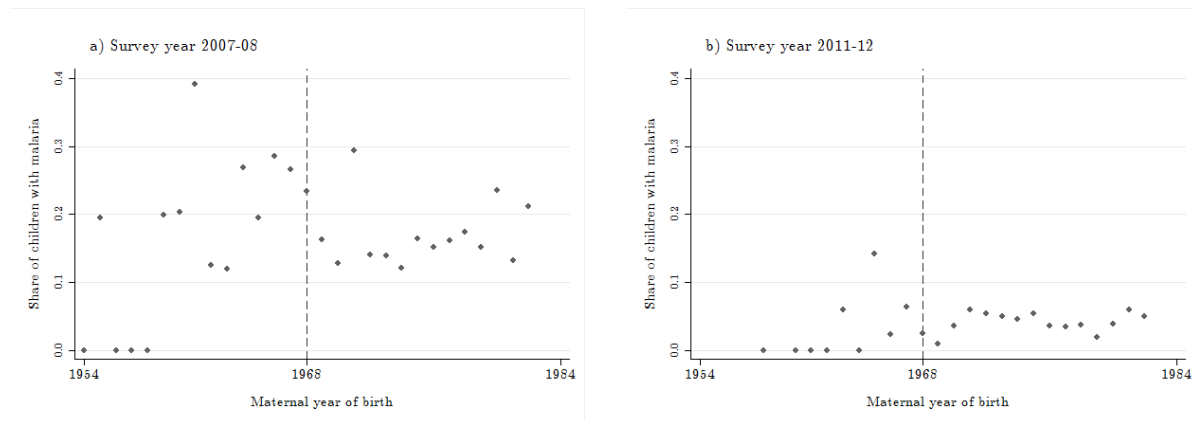 a) Survey year 2007-08
Share of children with malaria
0.4
0.3
0.2
0.1
0.0
1954 1968 1984
Maternal year of birth
b) Survey year 2011-12
Share of children with malaria
0.4
0.3
0.2
0.1
0.0
1954 1968 1984
Maternal year of birth